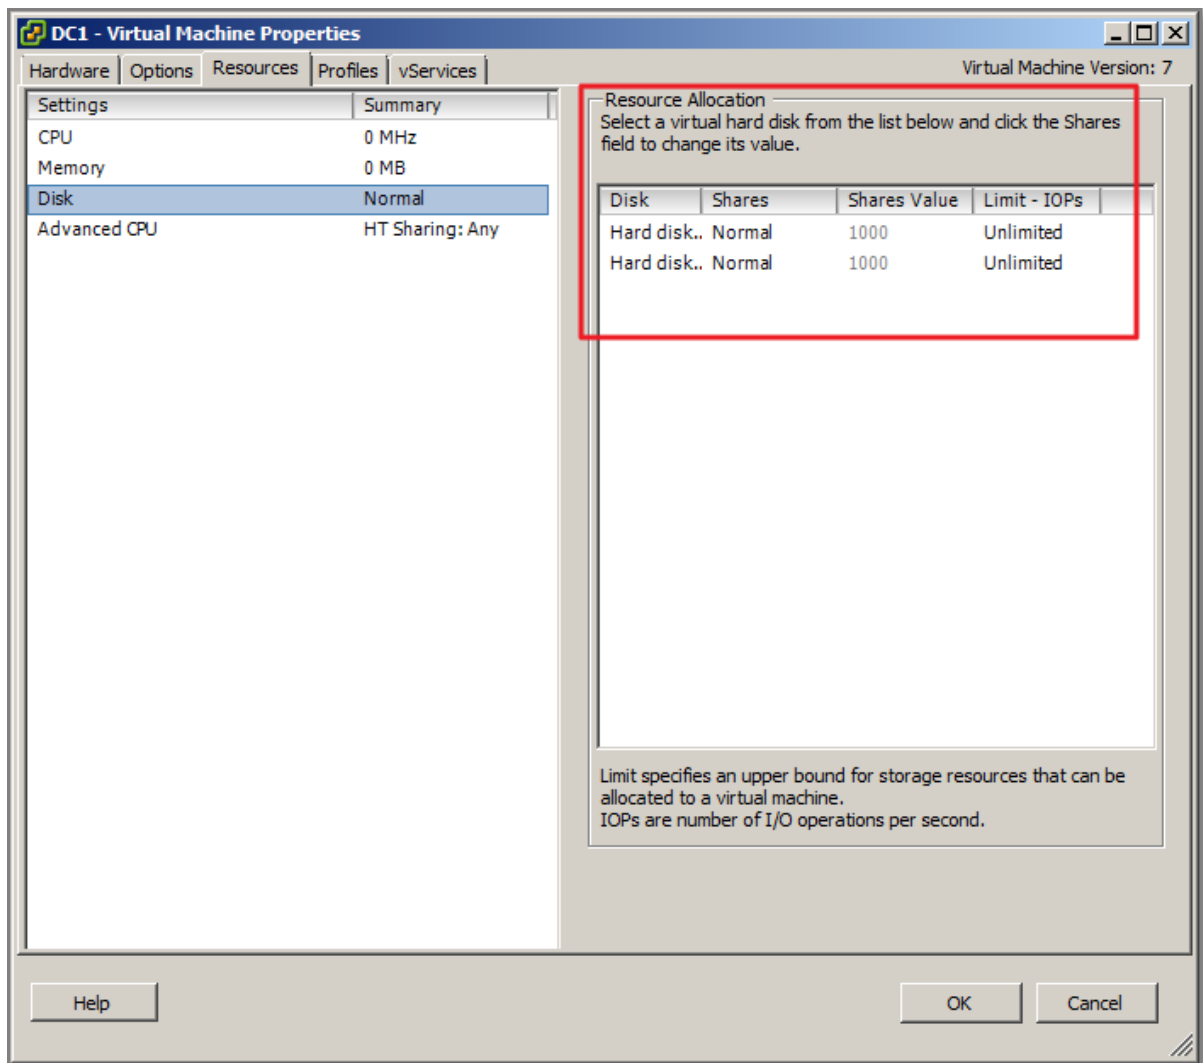 DC1 - Virtual Machine Properties
Hardware Options Resources Profiles vServices Virtual Machine Version: 7
Settings Summary
CPU 0 MHz
Memory 0 MB
Disk Normal
Advanced CPU HT Sharing: Any
Resource Allocation
Select a virtual hard disk from the list below and click the Shares
field to change its value.
Disk Shares Shares Value Limit - IOPs
Hard disk.. Normal 1000 Unlimited
Hard disk.. Normal 1000 Unlimited
Limit specifies an upper bound for storage resources that can be
allocated to a virtual machine.
IOPs are number of I/O operations per second.
Help OK Cancel